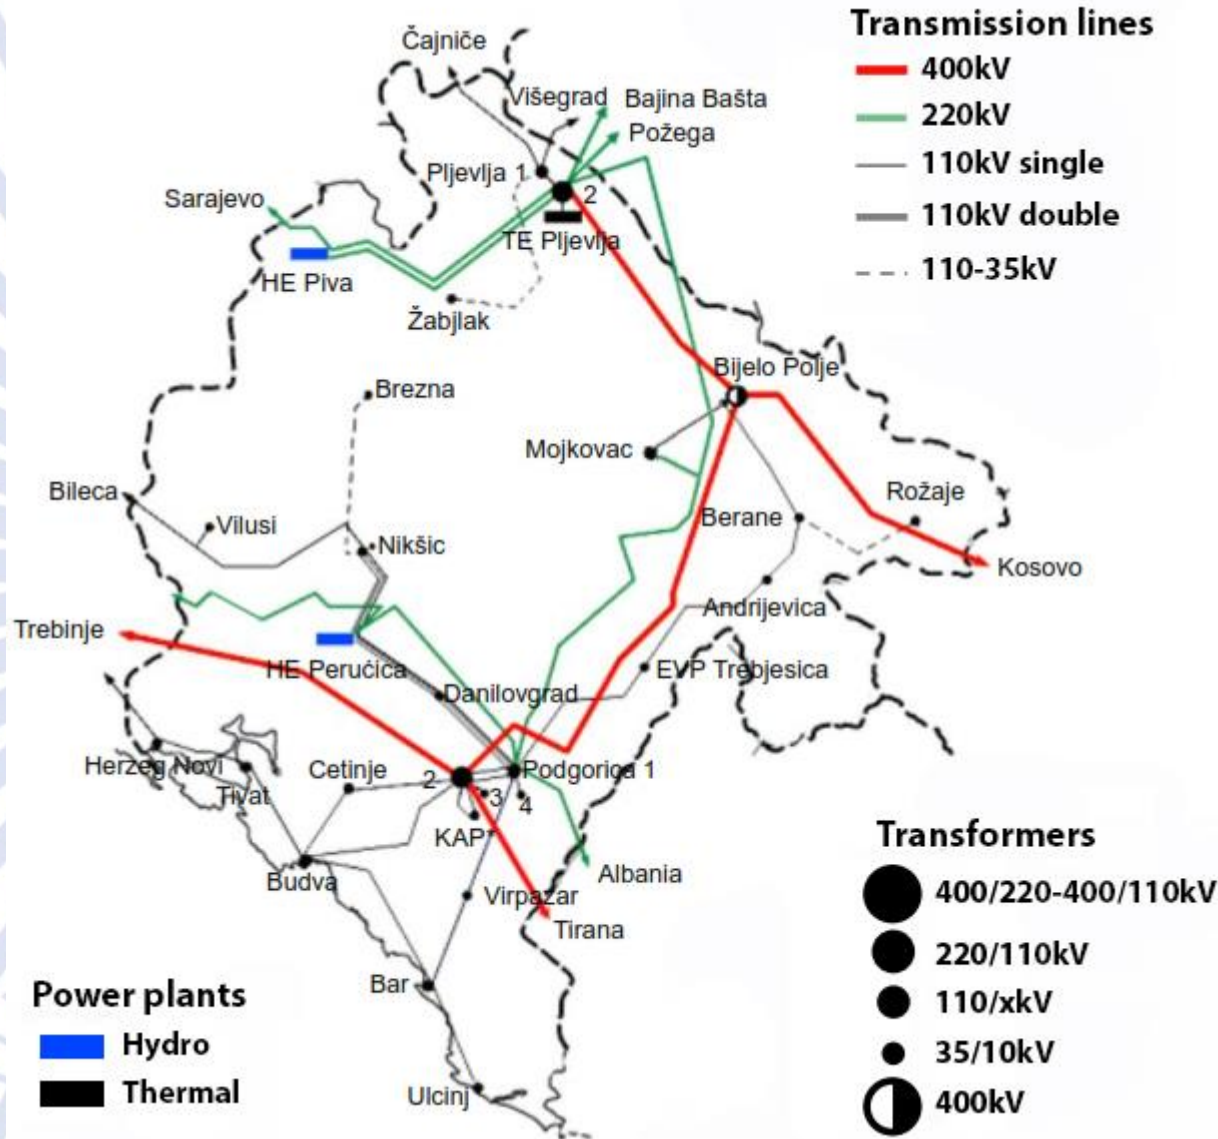 Transmission lines
400kV
220kV
110kV single
110kV double
110-35kV
Čajniče
Višegrad
Bajina Bašta
Požega
Pljevlja 1
2
Sarajevo
TE Pljevlja
HE Piva
Žabljak
Bijelo Polje
Brezna
Mojkovac
Bileca
Rožaje
Vilusi
Berane
Nikšic
Kosovo
Andrijevica
Trebinje
HE Perućica
EVP Trebjesica
Danilovgrad
Herzeg Novi
Cetinje
2
Podgorica 1
Tivat
3
4
KAP*
Albania
Budva
Virpazar
Tirana
Bar
Ulcinj
Transformers
400/220-400/110kV
220/110kV
110/xkV
35/10kV
400kV
Power plants
Hydro
Thermal